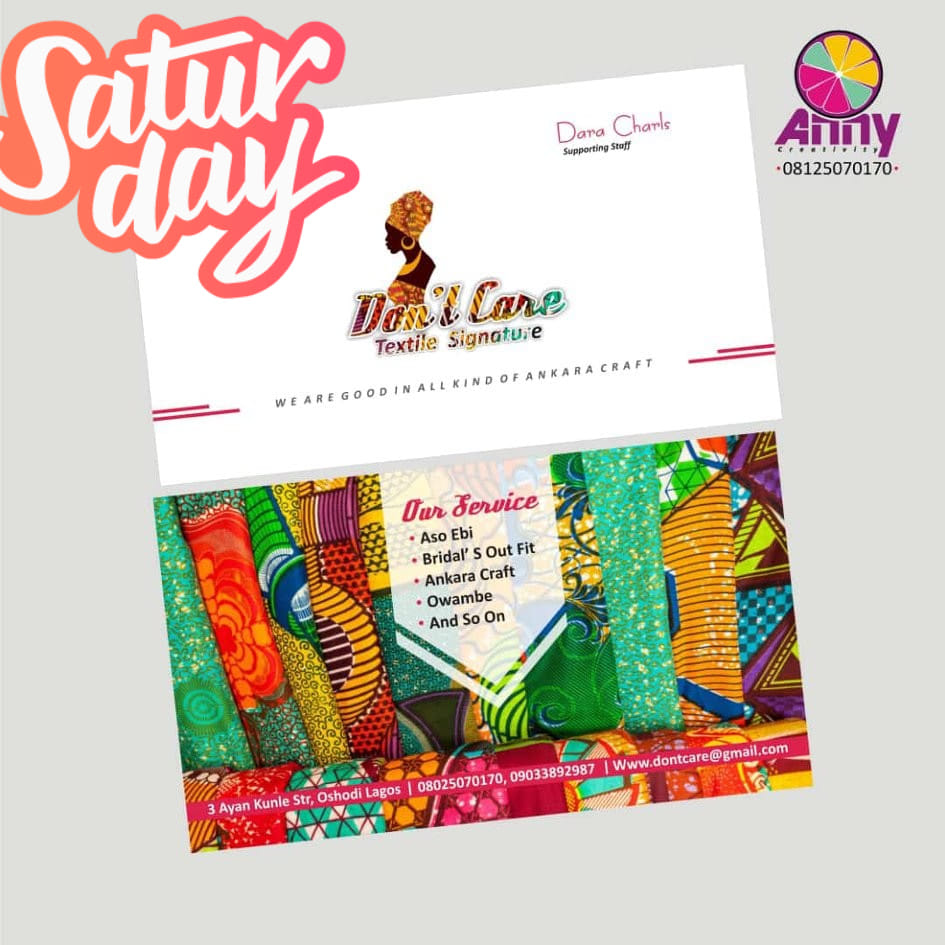 Satur
day
Anny
Creativity
•08125070170•
Dara Charls
Supporting Staff
Don't Care
Textile Signature
WE ARE GOOD IN ALL KIND OF ANKARA CRAFT
Our Service
• Aso Ebi
• Bridal' S Out Fit
• Ankara Craft
• Owambe
• And So On
3 Ayan Kunle Str, Oshodi Lagos | 08025070170, 09033892987 | Www.dontcare@gmail.com